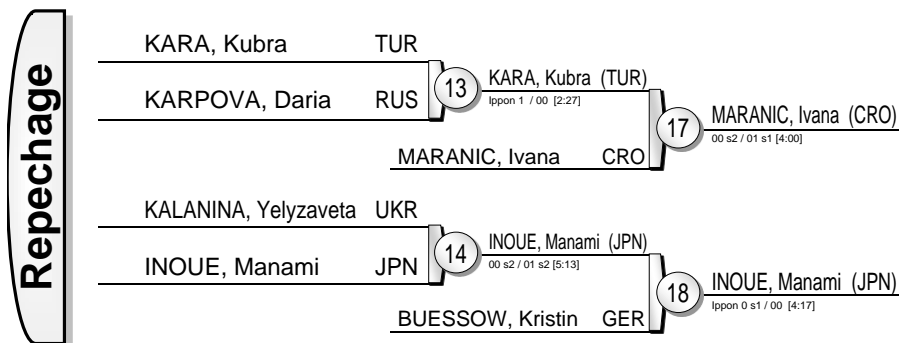 Repechage
KARA, Kubra TUR
KARPOVA, Daria RUS
13
KARA, Kubra (TUR)
Ippon 1 / 00 [2:27]
MARANIC, Ivana CRO
17
MARANIC, Ivana (CRO)
00 s2 / 01 s1 [4:00]
KALANINA, Yelyzaveta UKR
INOUE, Manami JPN
14
INOUE, Manami (JPN)
00 s2 / 01 s2 [5:13]
BUESSOW, Kristin GER
18
INOUE, Manami (JPN)
Ippon 0 s1 / 00 [4:17]